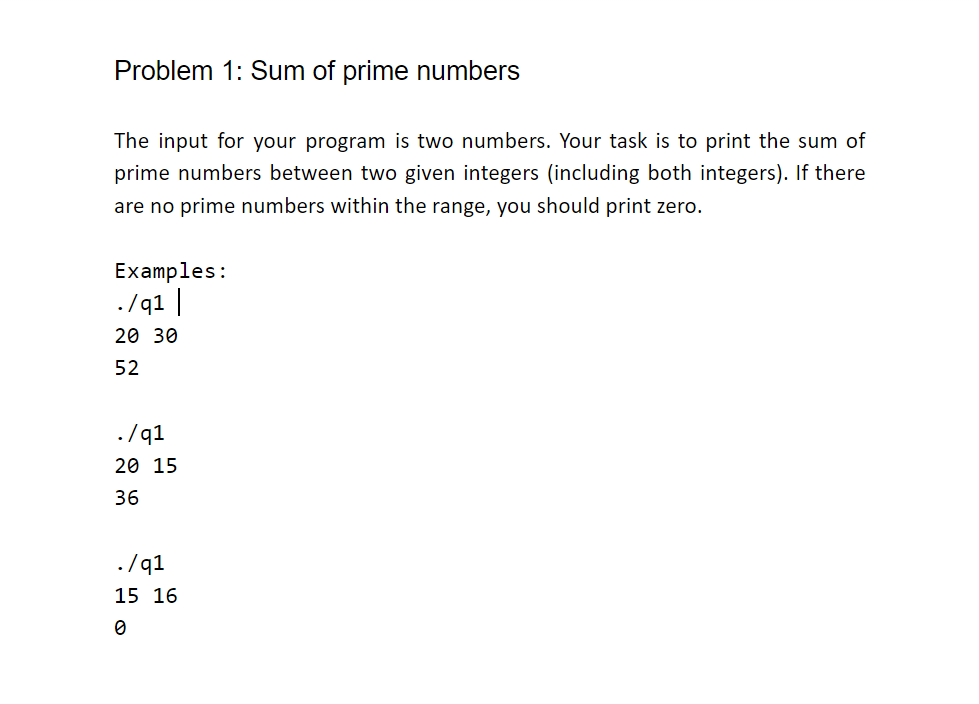 Problem 1: Sum of prime numbers
The input for your program is two numbers. Your task is to print the sum of
prime numbers between two given integers (including both integers). If there
are no prime numbers within the range, you should print zero.
Examples:
./q1
20 30
52
./q1
20 15
36
./q1
15 16
0